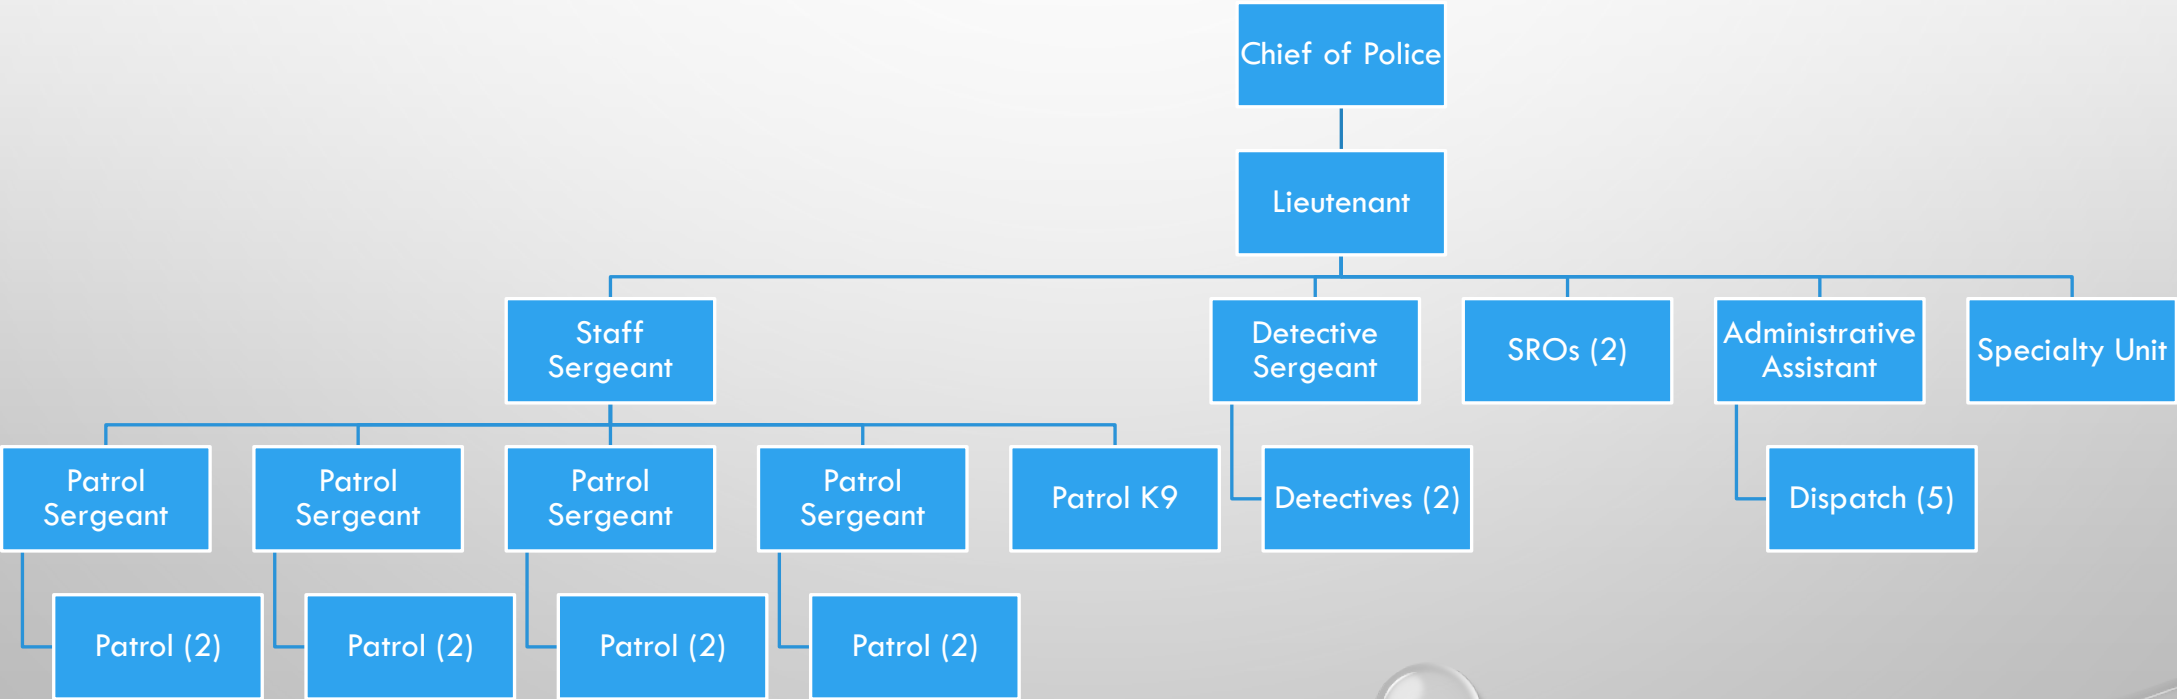 Chief of Police
Lieutenant
Staff
Sergeant
Detective
Sergeant
SROs (2)
Administrative
Assistant
Specialty Unit
Patrol
Sergeant
Patrol
Sergeant
Patrol
Sergeant
Patrol
Sergeant
Patrol K9
Detectives (2)
Dispatch (5)
Patrol (2)
Patrol (2)
Patrol (2)
Patrol (2)